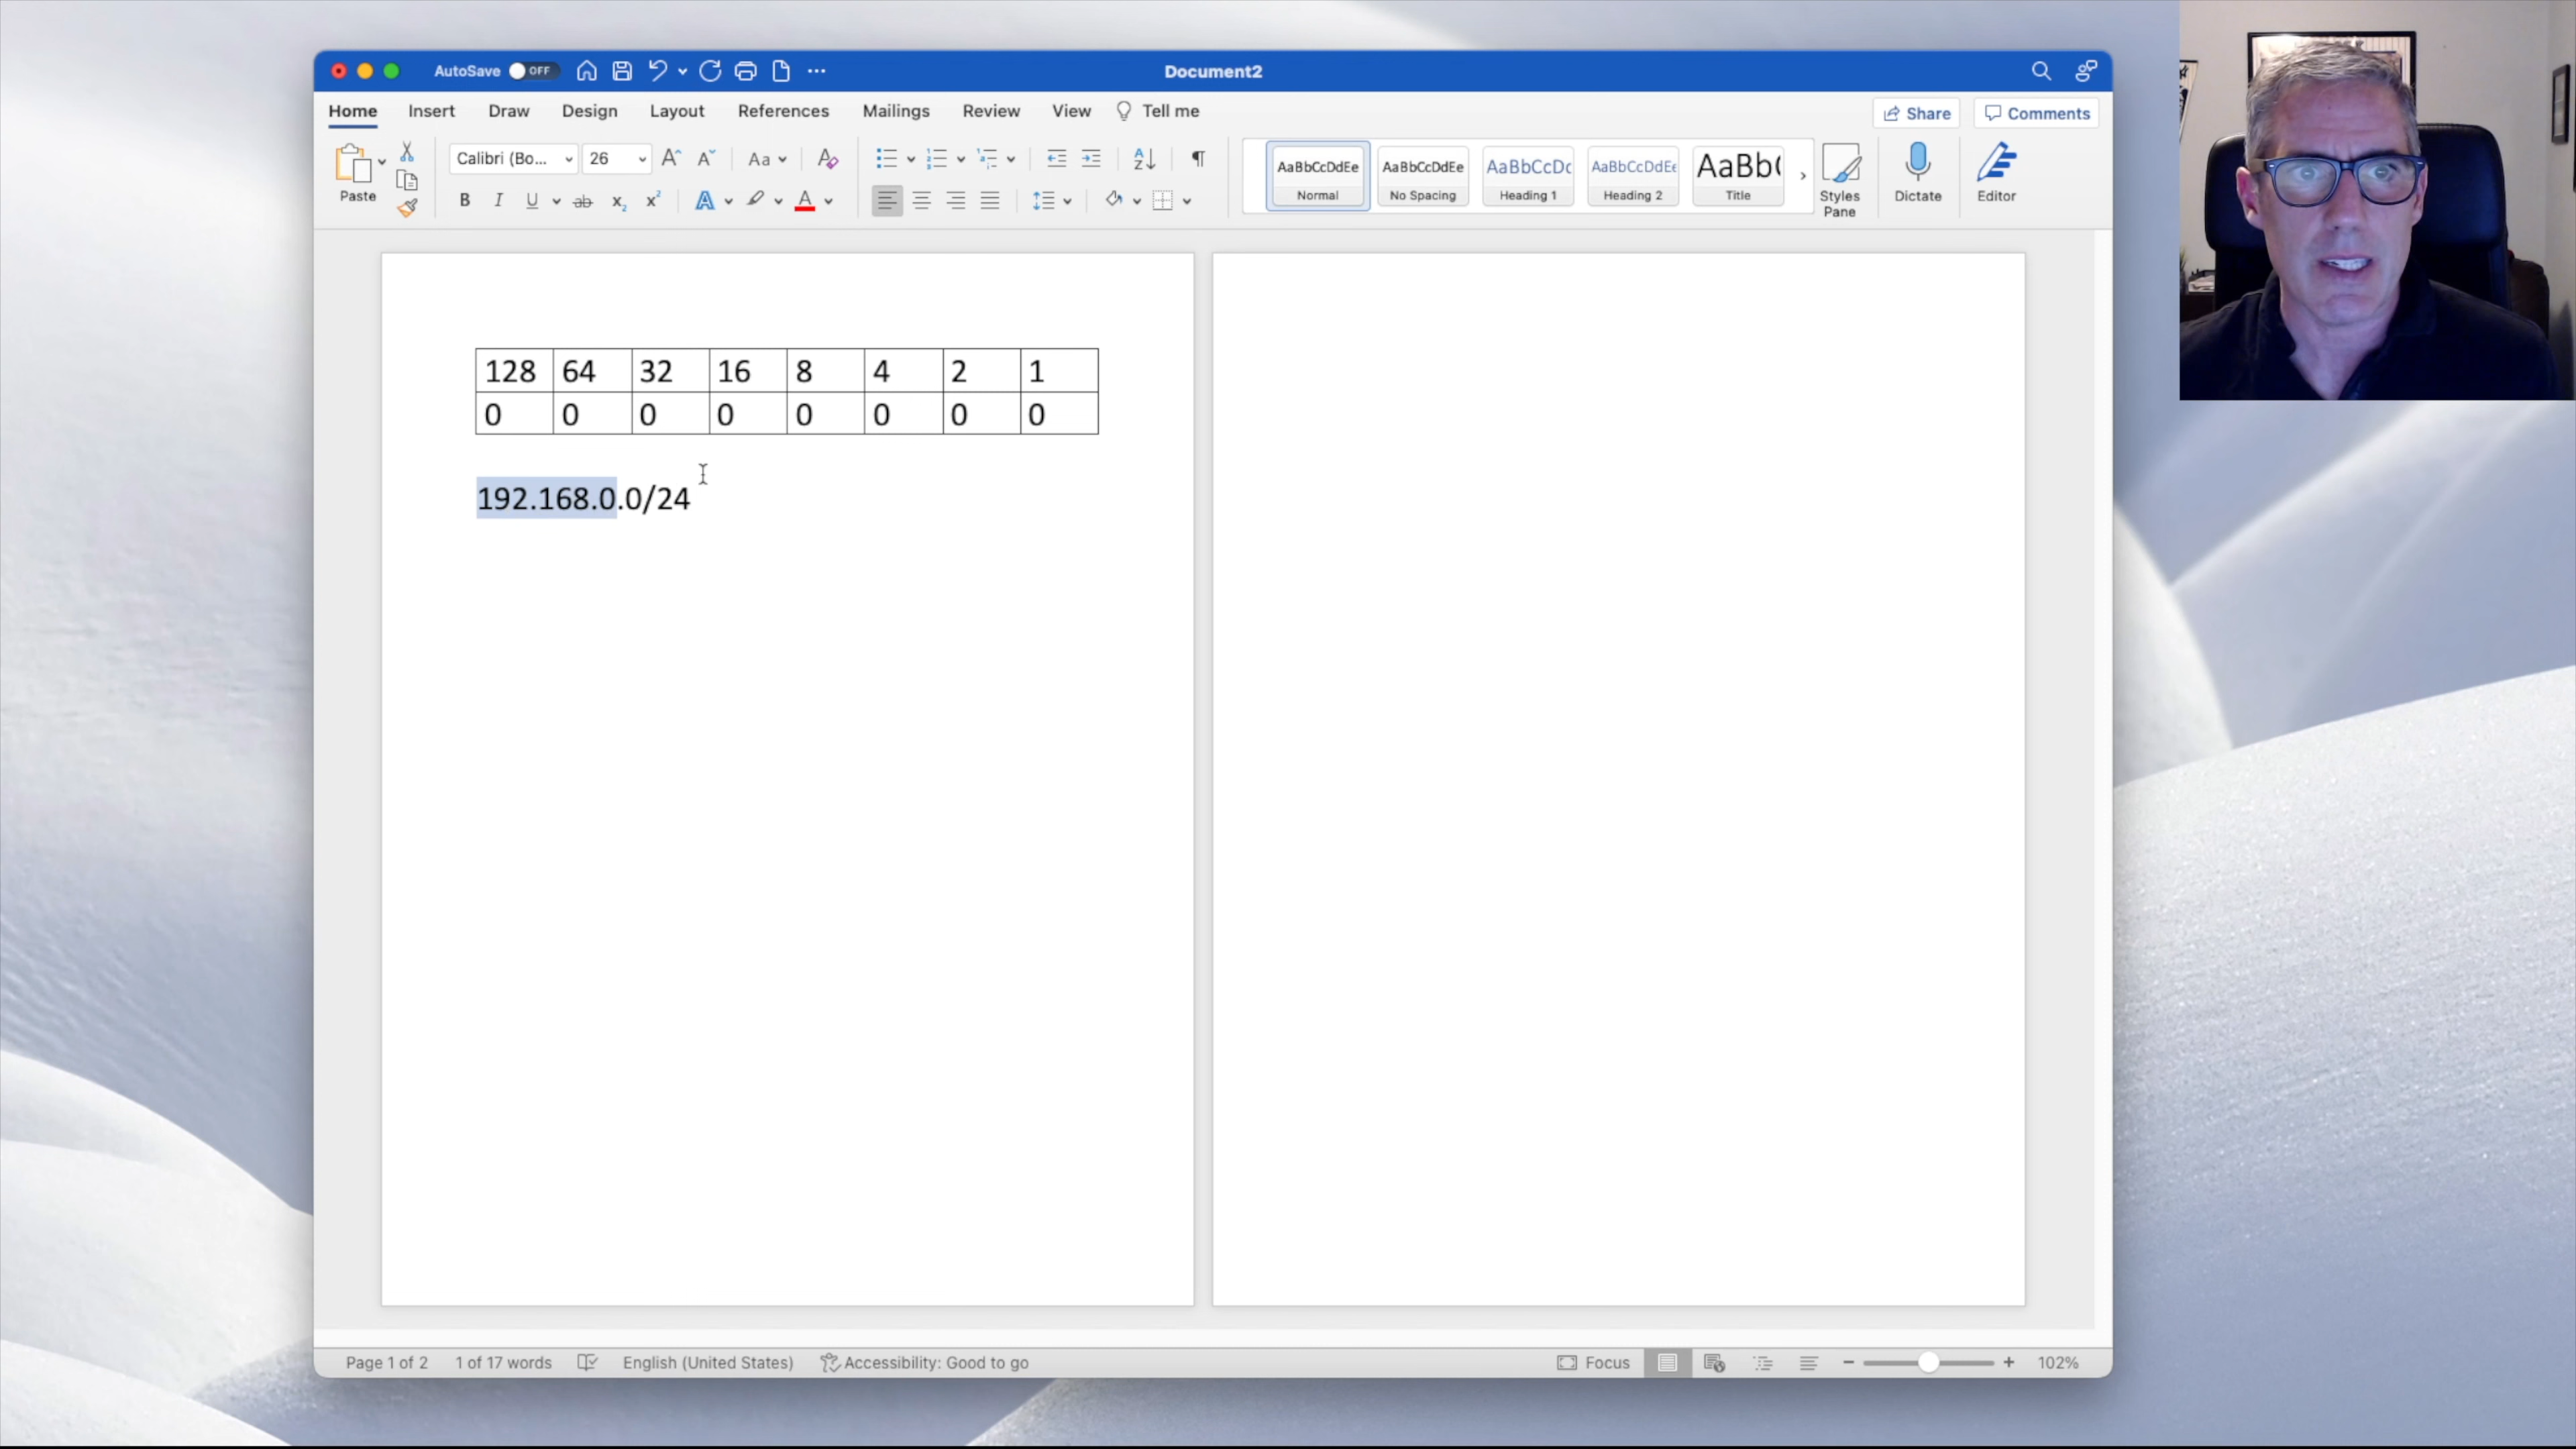 AutoSave OFF Document2
Home Insert Draw Design Layout References Mailings Review View Tell me Share Comments
Paste Calibri (Bo... 26 Aa
AaBbCcDdEe AaBbCcDdEe AaBbCcDc AaBbCcDdEe AaBb(
Normal No Spacing Heading 1 Heading 2 Title
Styles Pane Dictate Editor
128 64 32 16 8 4 2 1
0 0 0 0 0 0 0 0
192.168.0.0/24
Page 1 of 2 1 of 17 words English (United States) Accessibility: Good to go Focus 102%